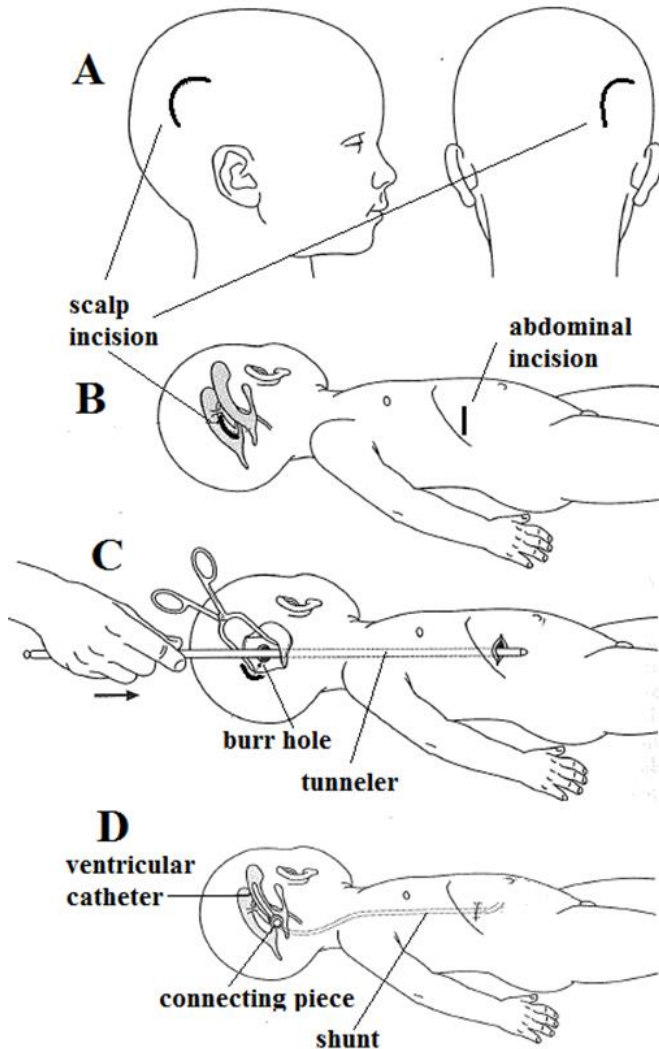 A
scalp
incision
abdominal
incision
B
C
burr hole
tunneler
D
ventricular
catheter
connecting piece
shunt